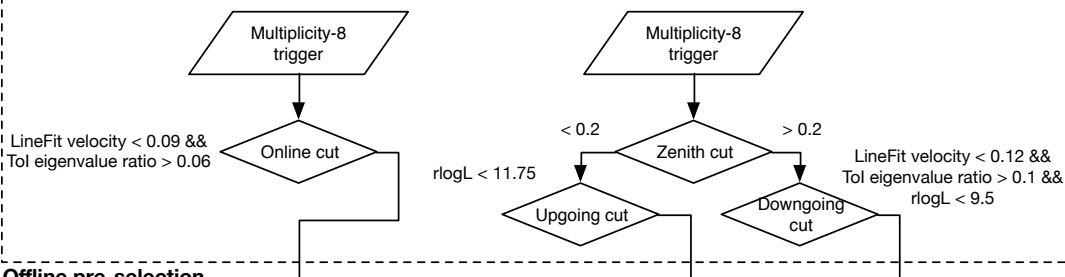 Multiplicity-8
trigger
Multiplicity-8
trigger
LineFit velocity < 0.09 &&
ToI eigenvalue ratio > 0.06
Online cut
< 0.2
Zenith cut
> 0.2
rlogL < 11.75
LineFit velocity < 0.12 &&
ToI eigenvalue ratio > 0.1 &&
rlogL < 9.5
Upgoing cut
Downgoing
cut
Offline pre-selection